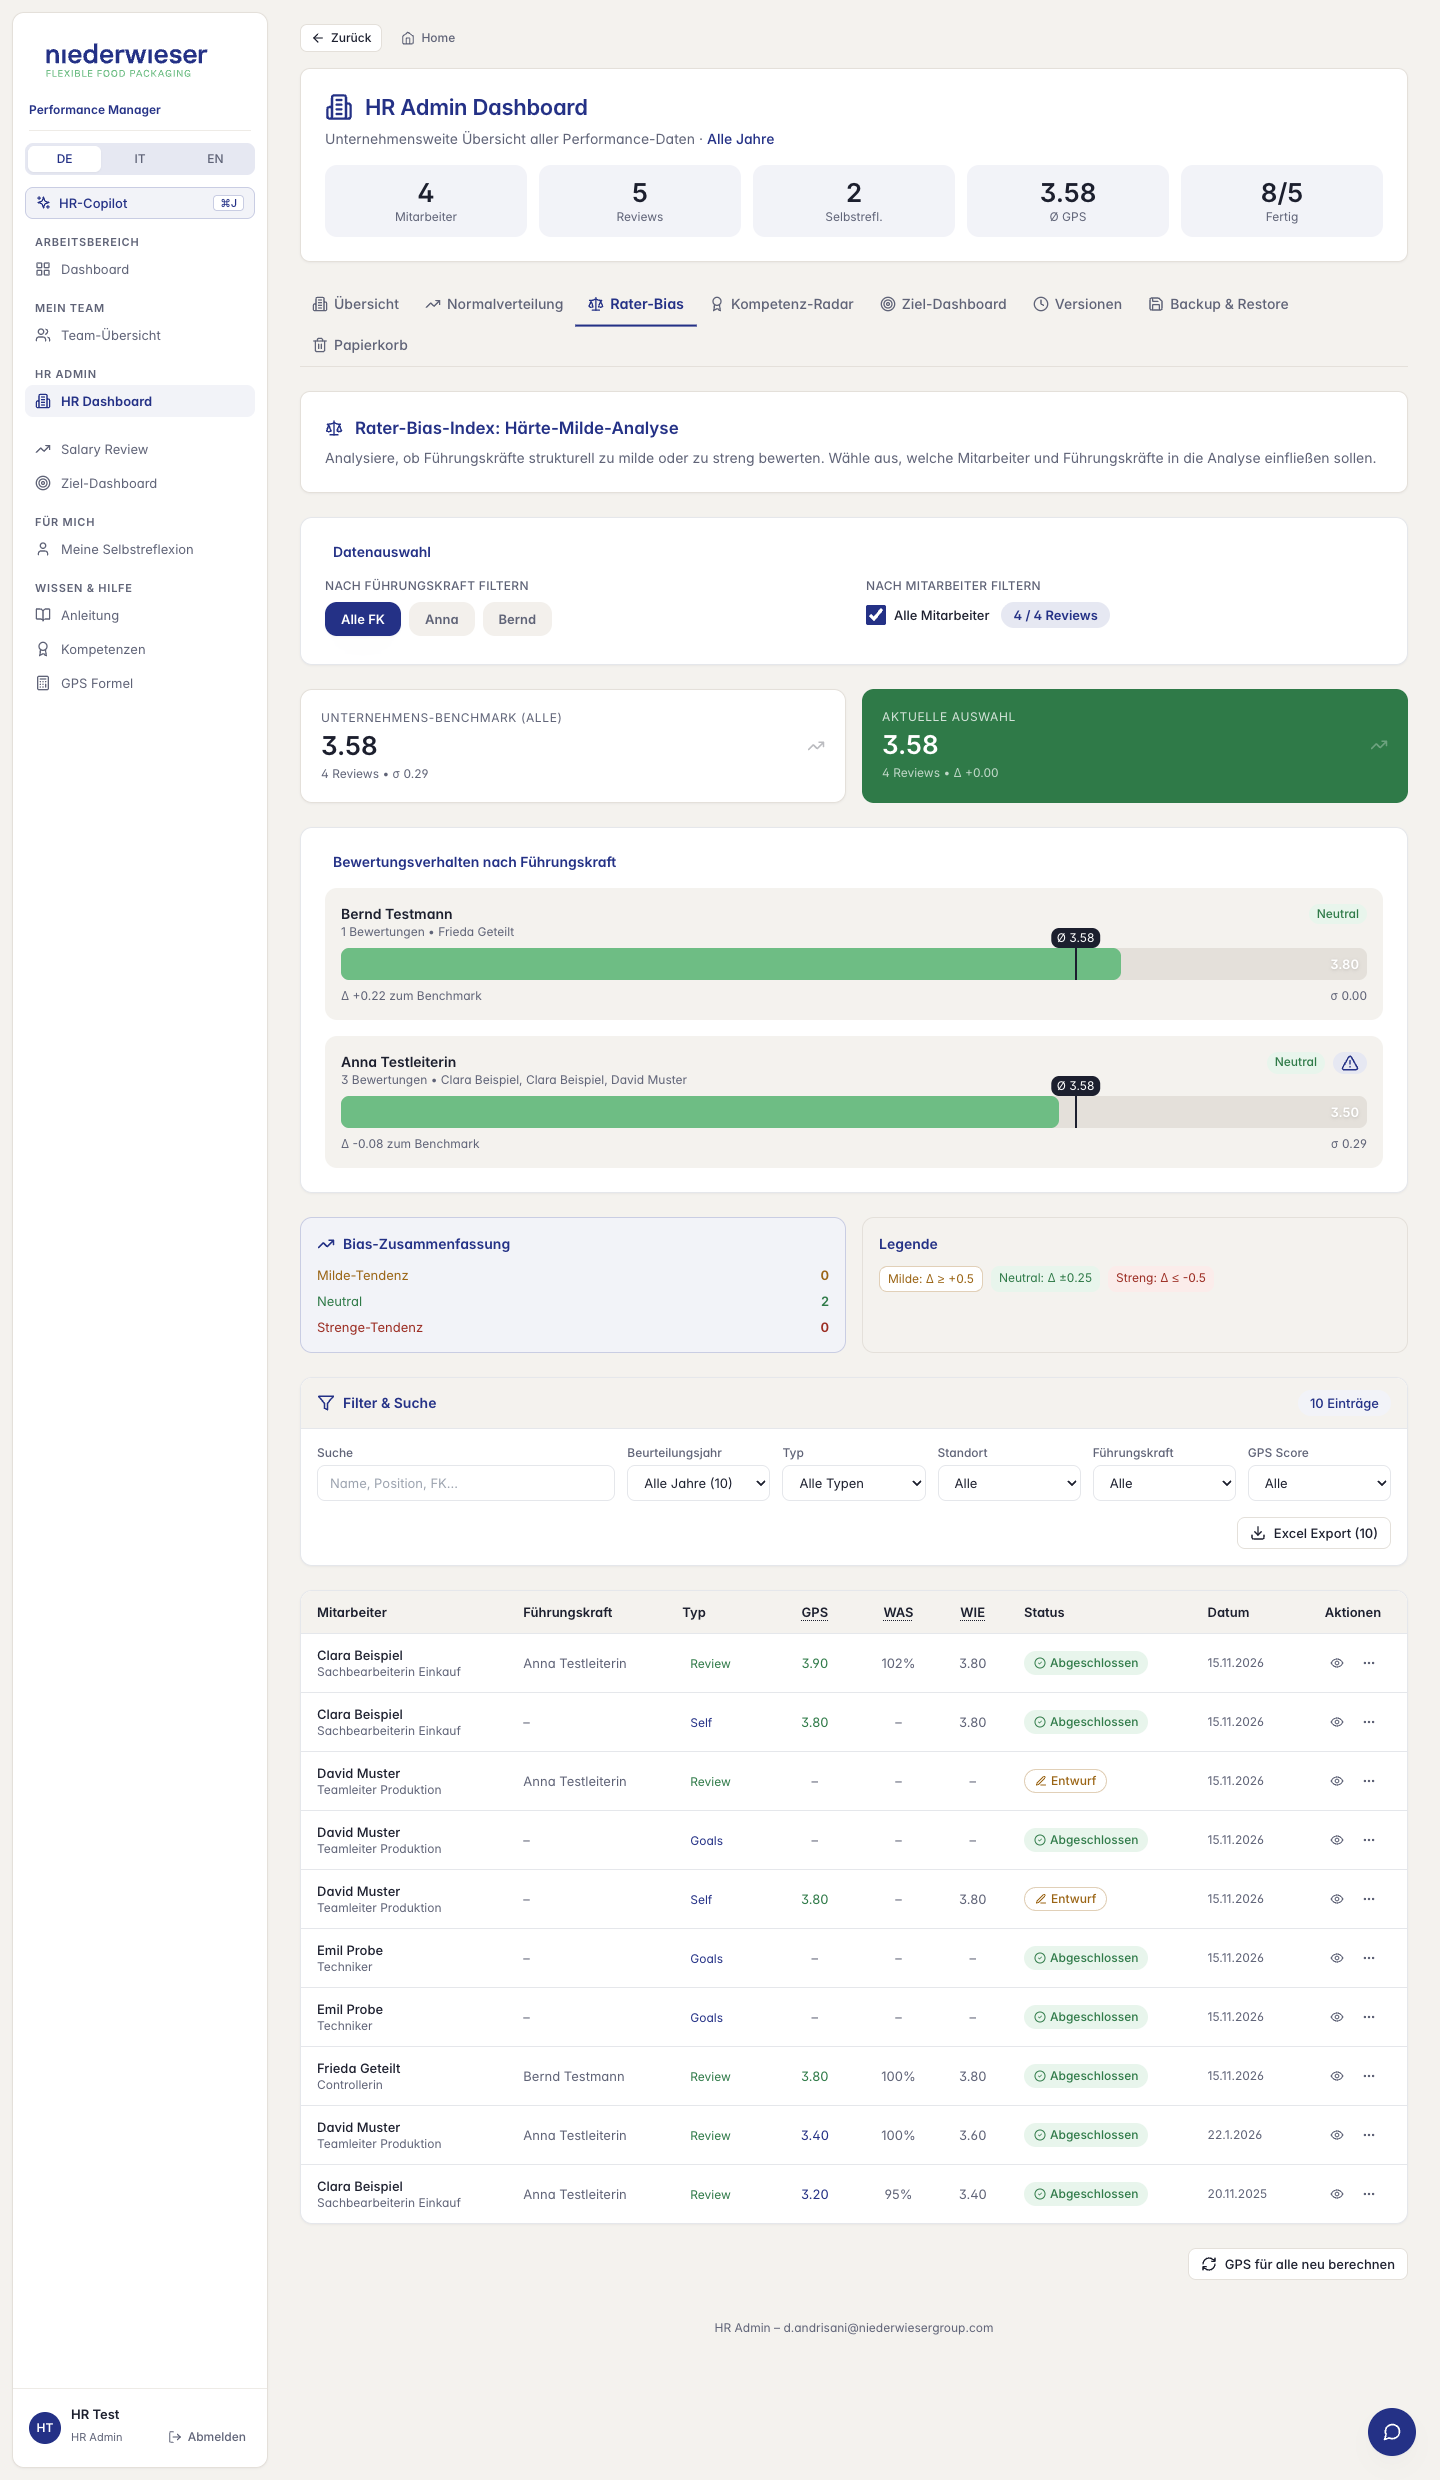 niederwieser
FLEXIBLE FOOD PACKAGING
Performance Manager
DE IT EN
HR-Copilot ⌘J
ARBEITSBEREICH
Dashboard
MEIN TEAM
Team-Übersicht
HR ADMIN
HR Dashboard
Salary Review
Ziel-Dashboard
FÜR MICH
Meine Selbstreflexion
WISSEN & HILFE
Anleitung
Kompetenzen
GPS Formel
HT
HR Test
HR Admin Abmelden
Zurück Home
HR Admin Dashboard
Unternehmensweite Übersicht aller Performance-Daten · Alle Jahre
4 5 2 3.58 8/5
Mitarbeiter Reviews Selbstrefl. Ø GPS Fertig
Übersicht Normalverteilung Rater-Bias Kompetenz-Radar Ziel-Dashboard Versionen Backup & Restore
Papierkorb
Rater-Bias-Index: Härte-Milde-Analyse
Analysiere, ob Führungskräfte strukturell zu milde oder zu streng bewerten. Wähle aus, welche Mitarbeiter und Führungskräfte in die Analyse einfließen sollen.
Datenauswahl
NACH FÜHRUNGSKRAFT FILTERN NACH MITARBEITER FILTERN
Alle FK Anna Bernd Alle Mitarbeiter 4 / 4 Reviews
UNTERNEHMENS-BENCHMARK (ALLE)
3.58
4 Reviews • σ 0.29
AKTUELLE AUSWAHL
3.58
4 Reviews • Δ +0.00
Bewertungsverhalten nach Führungskraft
Bernd Testmann Neutral
1 Bewertungen • Frieda Geteilt
Ø 3.58
3.80
Δ +0.22 zum Benchmark σ 0.00
Anna Testleiterin Neutral
3 Bewertungen • Clara Beispiel, Clara Beispiel, David Muster
Ø 3.58
3.50
Δ -0.08 zum Benchmark σ 0.29
Bias-Zusammenfassung
Milde-Tendenz 0
Neutral 2
Strenge-Tendenz 0
Legende
Milde: Δ ≥ +0.5 Neutral: Δ ±0.25 Streng: Δ ≤ -0.5
Filter & Suche 10 Einträge
Suche Beurteilungsjahr Typ Standort Führungskraft GPS Score
Name, Position, FK... Alle Jahre (10) Alle Typen Alle Alle Alle
Excel Export (10)
Mitarbeiter Führungskraft Typ GPS WAS WIE Status Datum Aktionen
Clara Beispiel
Sachbearbeiterin Einkauf Anna Testleiterin Review 3.90 102% 3.80 Abgeschlossen 15.11.2026
Clara Beispiel
Sachbearbeiterin Einkauf – Self 3.80 – 3.80 Abgeschlossen 15.11.2026
David Muster
Teamleiter Produktion Anna Testleiterin Review – – – Entwurf 15.11.2026
David Muster
Teamleiter Produktion – Goals – – – Abgeschlossen 15.11.2026
David Muster
Teamleiter Produktion – Self 3.80 – 3.80 Entwurf 15.11.2026
Emil Probe
Techniker – Goals – – – Abgeschlossen 15.11.2026
Emil Probe
Techniker – Goals – – – Abgeschlossen 15.11.2026
Frieda Geteilt
Controllerin Bernd Testmann Review 3.80 100% 3.80 Abgeschlossen 15.11.2026
David Muster
Teamleiter Produktion Anna Testleiterin Review 3.40 100% 3.60 Abgeschlossen 22.1.2026
Clara Beispiel
Sachbearbeiterin Einkauf Anna Testleiterin Review 3.20 95% 3.40 Abgeschlossen 20.11.2025
GPS für alle neu berechnen
HR Admin – d.andrisani@niederwiesergroup.com